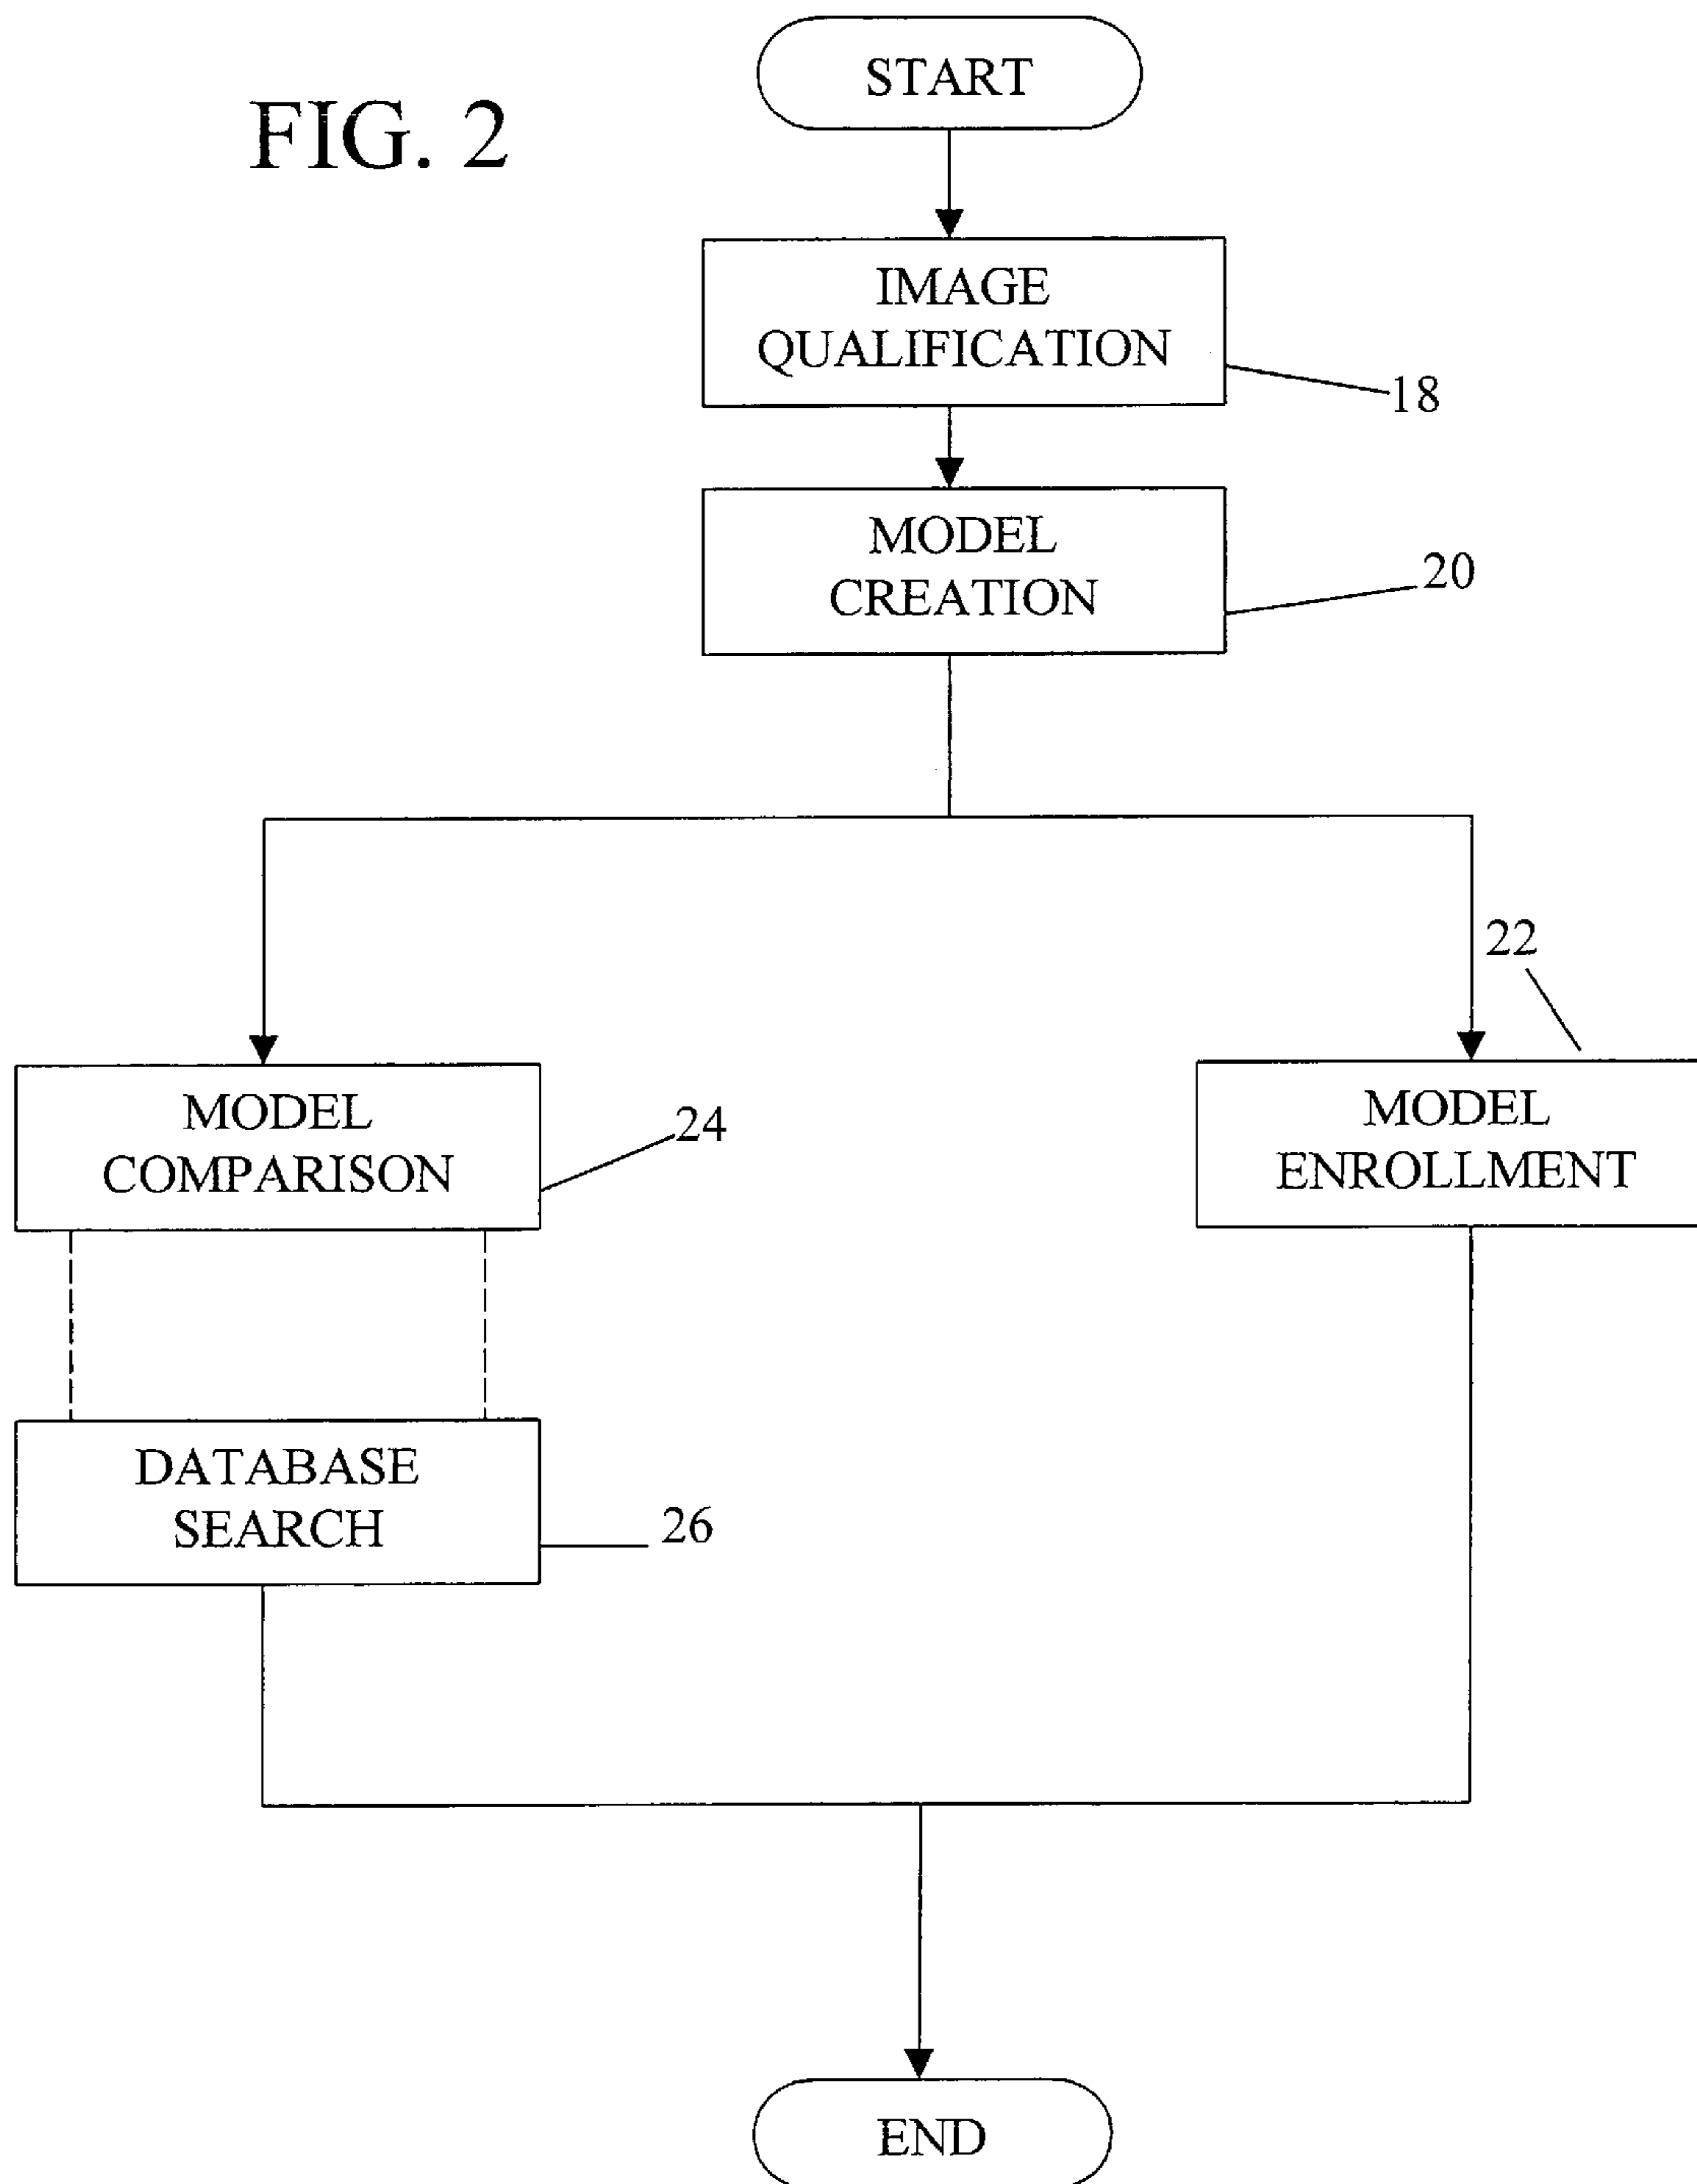 FIG. 2
START
IMAGE
QUALIFICATION
18
MODEL
CREATION
20
22
MODEL
COMPARISON
24
MODEL
ENROLLMENT
DATABASE
SEARCH
26
END